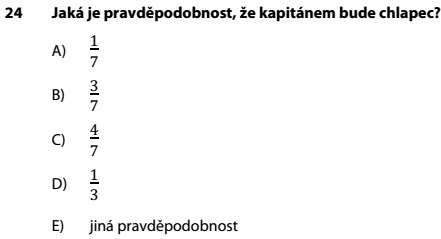 24 Jaká je pravděpodobnost, že kapitánem bude chlapec?
A) 1/7
B) 3/7
C) 4/7
D) 1/3
E) jiná pravděpodobnost